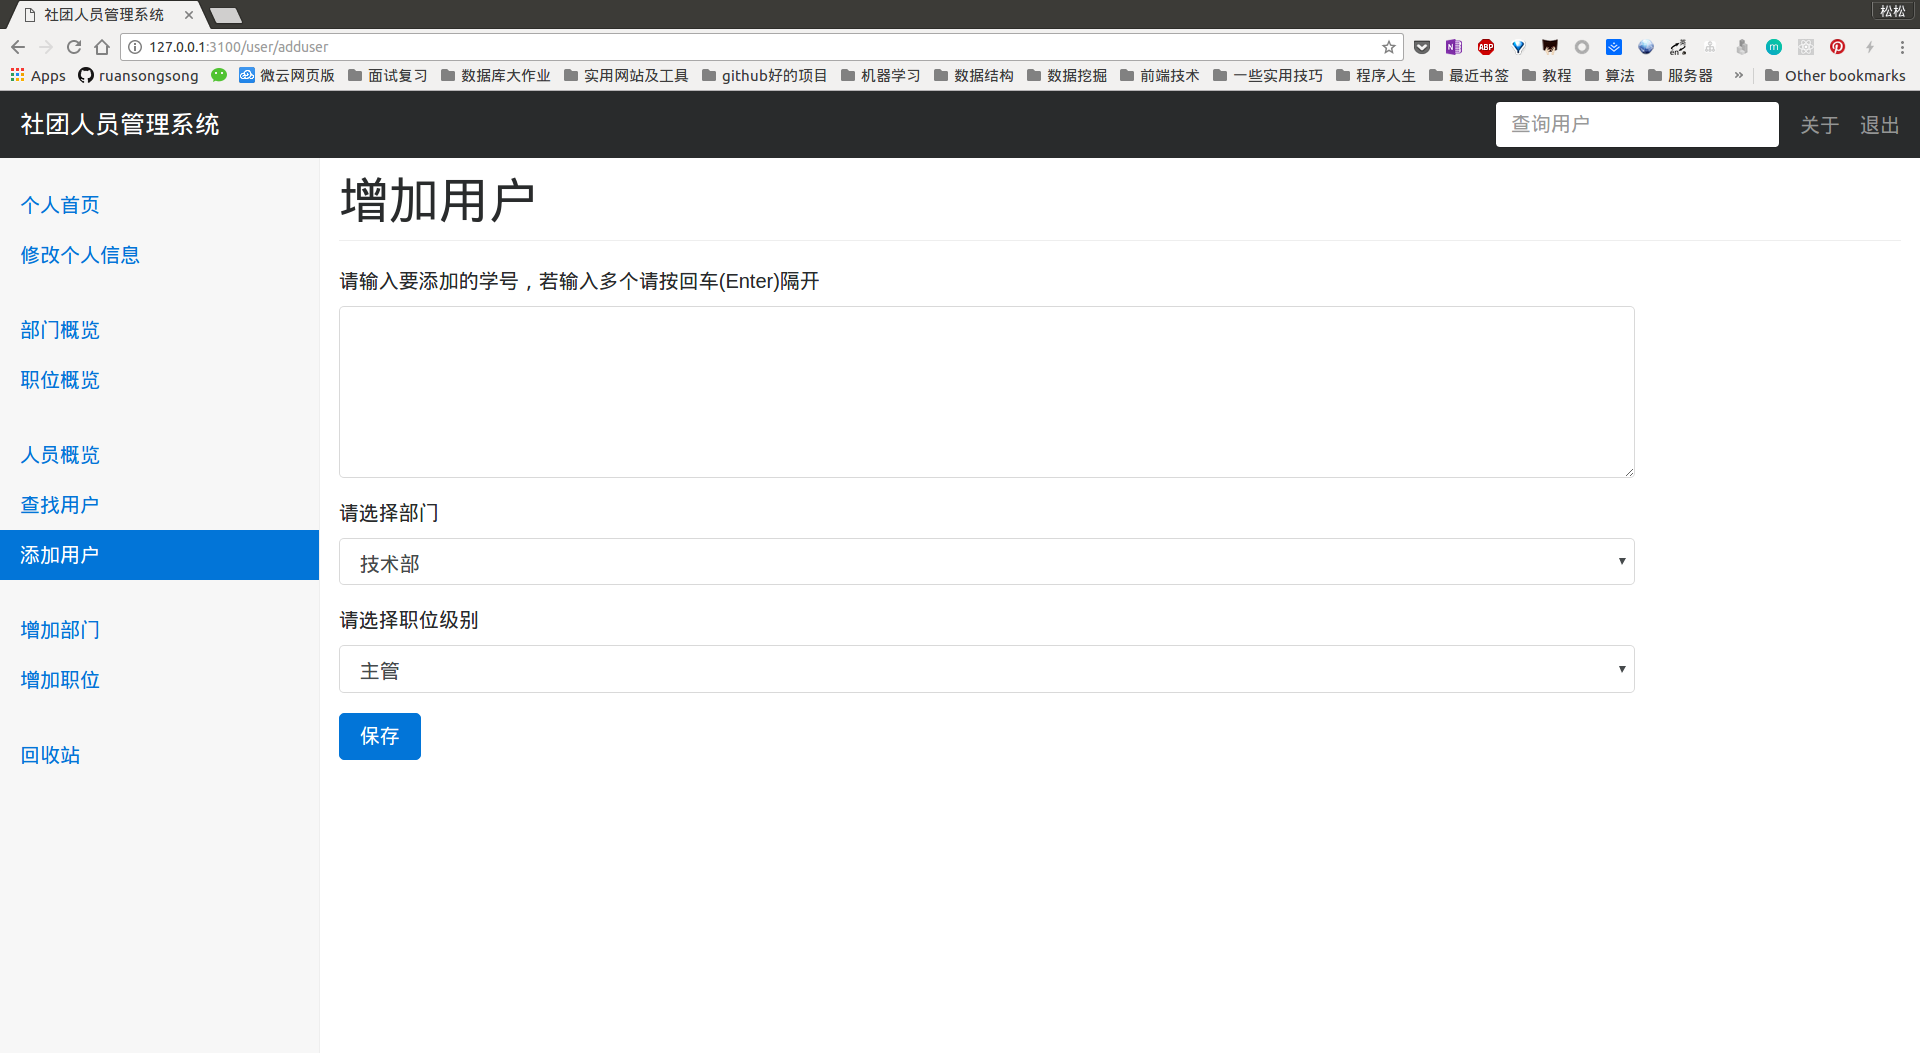 社团人员管理系统
松松
127.0.0.1:3100/user/adduser
Apps ruansongsong 微云网页版 面试复习 数据库大作业 实用网站及工具 github好的项目 机器学习 数据结构 数据挖掘 前端技术 一些实用技巧 程序人生 最近书签 教程 算法 服务器 » Other bookmarks
社团人员管理系统 查询用户 关于 退出
个人首页
修改个人信息
部门概览
职位概览
人员概览
查找用户
添加用户
增加部门
增加职位
回收站
增加用户
请输入要添加的学号，若输入多个请按回车(Enter)隔开
请选择部门
技术部
请选择职位级别
主管
保存